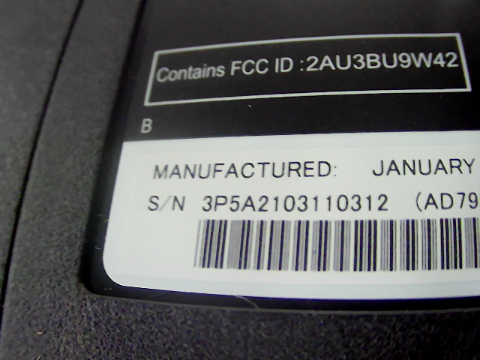 Contains FCC ID :2AU3BU9W42
B
MANUFACTURED: JANUARY
S/N 3P5A2103110312 (AD79